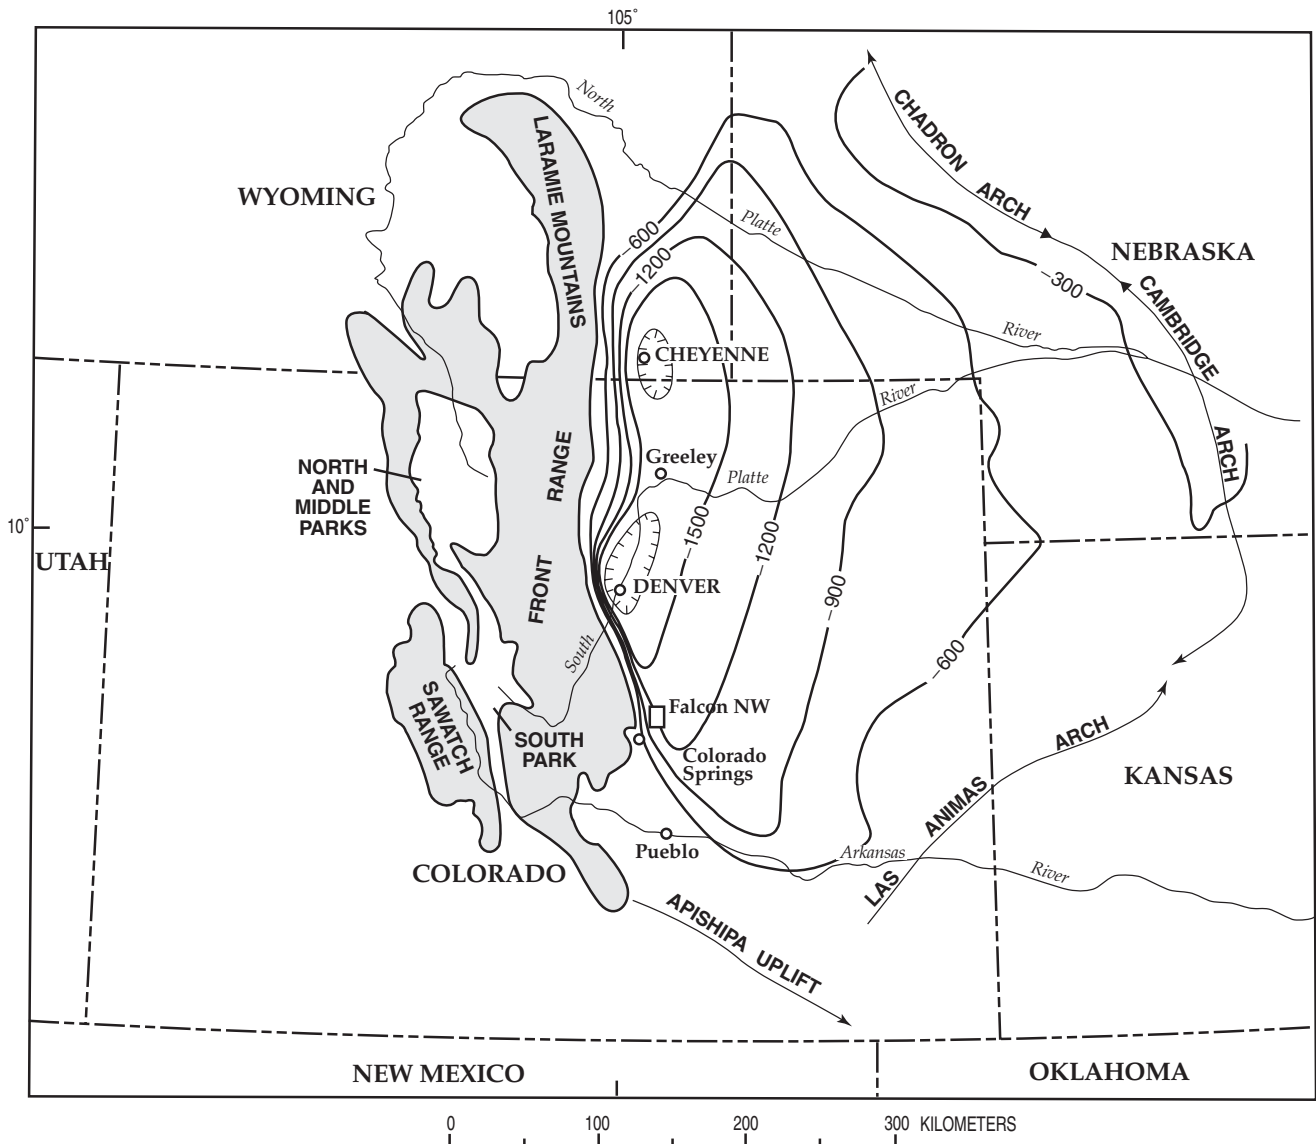 105°
North
CHADRON
ARCH
LARAMIE MOUNTAINS
WYOMING
Platte
–600
–1200
NEBRASKA
–300
CAMBRIDGE
ARCH
River
CHEYENNE
River
NORTH
AND
MIDDLE
PARKS
RANGE
Greeley
Platte
10°
UTAH
–1500
–1200
–900
FRONT
DENVER
South
–600
SAWATCH
RANGE
SOUTH
PARK
Falcon NW
Colorado
Springs
LAS
ANIMAS
ARCH
KANSAS
Pueblo
Arkansas
River
COLORADO
APISHIPA
UPLIFT
NEW MEXICO
OKLAHOMA
0
100
200
300 KILOMETERS